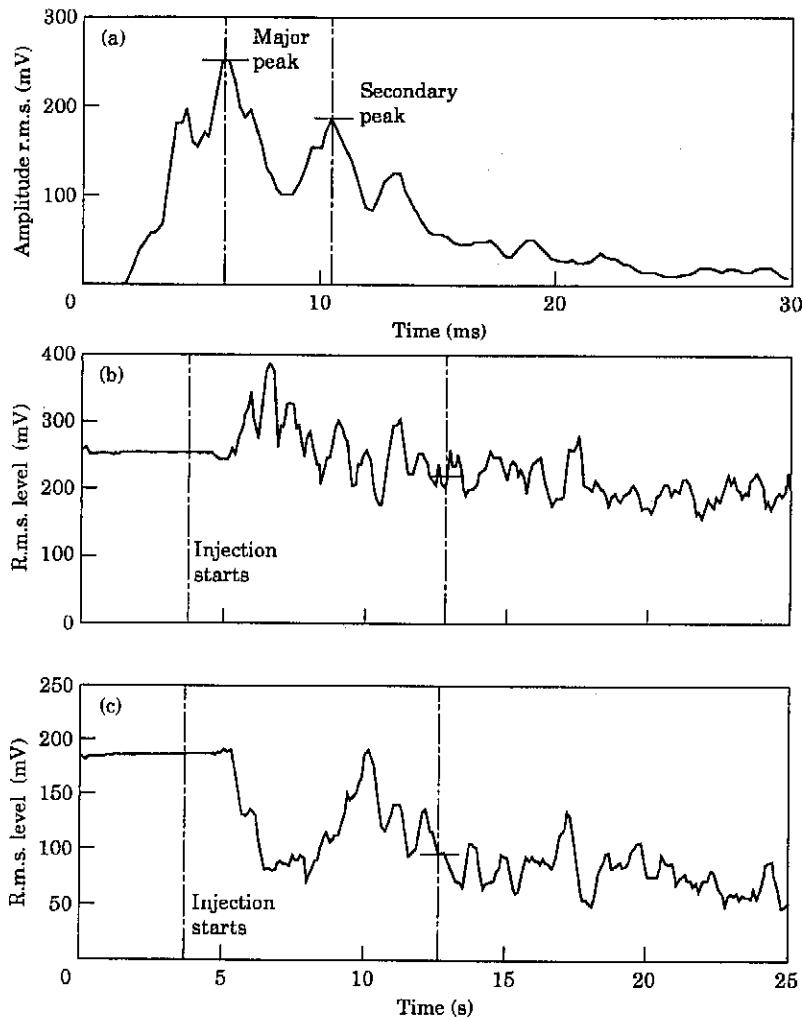 300
(a)
Major
peak
Secondary
peak
200
100
Amplitude r.m.s. (mV)
0
10
20
30
Time (ms)
400
(b)
300
200
100
0
R.m.s. level (mV)
Injection
starts
250
(c)
200
150
100
50
0
R.m.s. level (mV)
Injection
starts
5
10
15
20
25
Time (s)